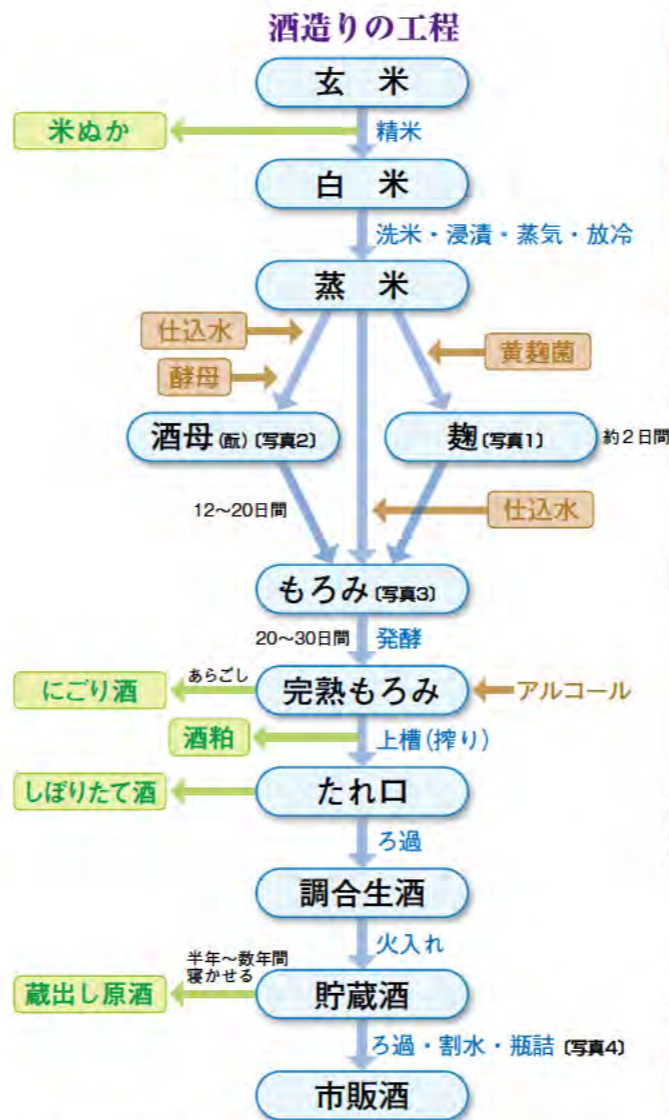 酒造りの工程
玄　米
米ぬか
精米
白　米
洗米・浸漬・蒸気・放冷
蒸　米
仕込水
酵母
黄麹菌
酒母(酛)〔写真2〕
麹〔写真1〕
約2日間
12〜20日間
仕込水
もろみ〔写真3〕
20〜30日間
発酵
あらごし
にごり酒
完熟もろみ
アルコール
酒粕
上槽(搾り)
しぼりたて酒
たれ口
ろ過
調合生酒
火入れ
半年〜数年間
寝かせる
蔵出し原酒
貯蔵酒
ろ過・割水・瓶詰〔写真4〕
市販酒